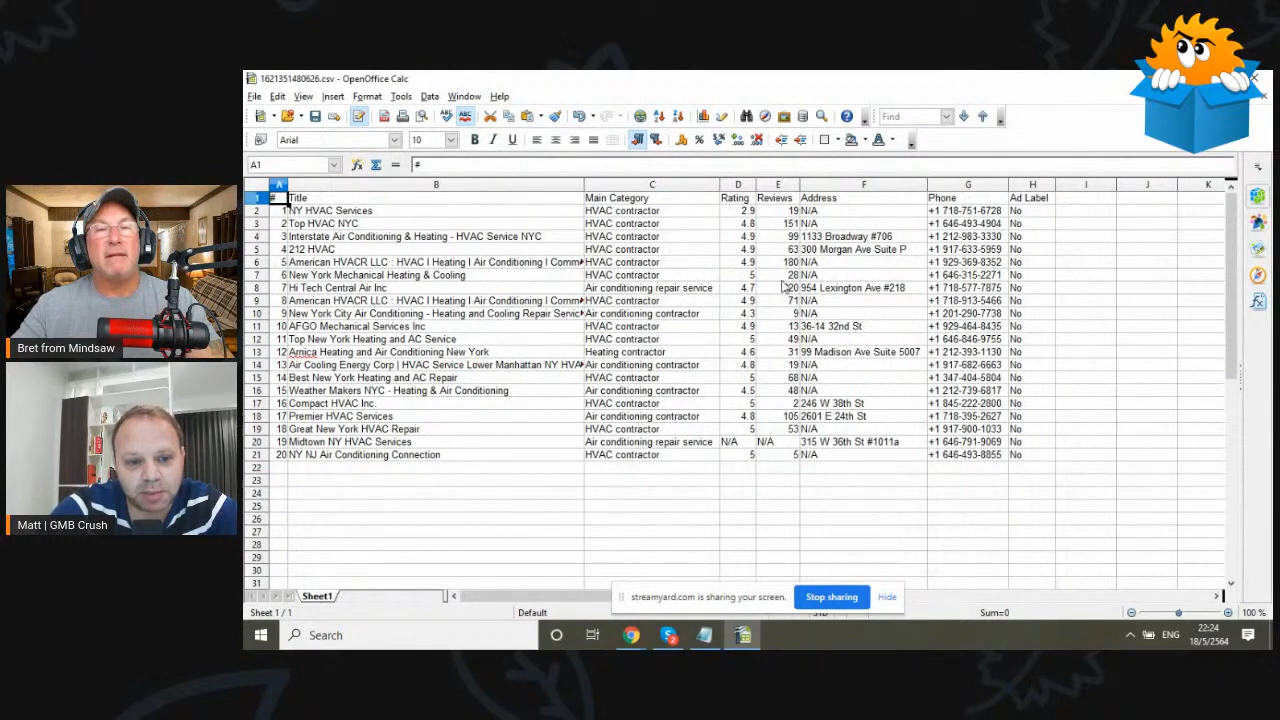 1621351480626.csv - OpenOffice Calc
File Edit View Insert Format Tools Data Window Help
Find
Arial 10
A1 #
A B C D E F G H I J K
1 # Title Main Category Rating Reviews Address Phone Ad Label
2 1 NY HVAC Services HVAC contractor 2.9 19 N/A +1 718-751-6728 No
3 2 Top HVAC NYC HVAC contractor 4.8 151 N/A +1 646-493-4904 No
4 3 Interstate Air Conditioning & Heating - HVAC Service NYC HVAC contractor 4.9 99 1133 Broadway #706 +1 212-983-3330 No
5 4 212 HVAC HVAC contractor 4.9 63 300 Morgan Ave Suite P +1 917-633-5959 No
6 5 American HVACR LLC : HVAC I Heating I Air Conditioning I Comm HVAC contractor 4.9 180 N/A +1 929-369-8352 No
7 6 New York Mechanical Heating & Cooling HVAC contractor 5 28 N/A +1 646-315-2271 No
8 7 Hi Tech Central Air Inc Air conditioning repair service 4.7 20 954 Lexington Ave #218 +1 718-577-7875 No
9 8 American HVACR LLC : HVAC I Heating I Air Conditioning I Comm HVAC contractor 4.9 71 N/A +1 718-913-5466 No
10 9 New York City Air Conditioning - Heating and Cooling Repair Servic Air conditioning contractor 4.3 9 N/A +1 201-290-7738 No
11 10 AFGO Mechanical Services Inc HVAC contractor 4.9 13 36-14 32nd St +1 929-464-8435 No
12 11 Top New York Heating and AC Service HVAC contractor 5 49 N/A +1 646-846-9755 No
13 12 Arnica Heating and Air Conditioning New York Heating contractor 4.6 31 99 Madison Ave Suite 5007 +1 212-393-1130 No
14 13 Air Cooling Energy Corp | HVAC Service Lower Manhattan NY HVA Air conditioning contractor 4.8 19 N/A +1 917-682-6663 No
15 14 Best New York Heating and AC Repair HVAC contractor 5 68 N/A +1 347-404-5804 No
16 15 Weather Makers NYC - Heating & Air Conditioning Air conditioning contractor 4.5 48 N/A +1 212-739-6817 No
17 16 Compact HVAC Inc. HVAC contractor 5 2 246 W 38th St +1 845-222-2800 No
18 17 Premier HVAC Services Air conditioning contractor 4.8 105 2601 E 24th St +1 718-395-2627 No
19 18 Great New York HVAC Repair HVAC contractor 5 53 N/A +1 917-900-1033 No
20 19 Midtown NY HVAC Services Air conditioning repair service N/A N/A 315 W 36th St #1011a +1 646-791-9069 No
21 20 NY NJ Air Conditioning Connection HVAC contractor 5 5 N/A +1 646-493-8855 No
22
23
24
25
26
27
28
29
30
31
Sheet1
Sheet 1 / 1 Default Sum=0 100 %
streamyard.com is sharing your screen. Stop sharing Hide
Search
ENG
22:24
18/5/2564
Bret from Mindsaw
Matt | GMB Crush